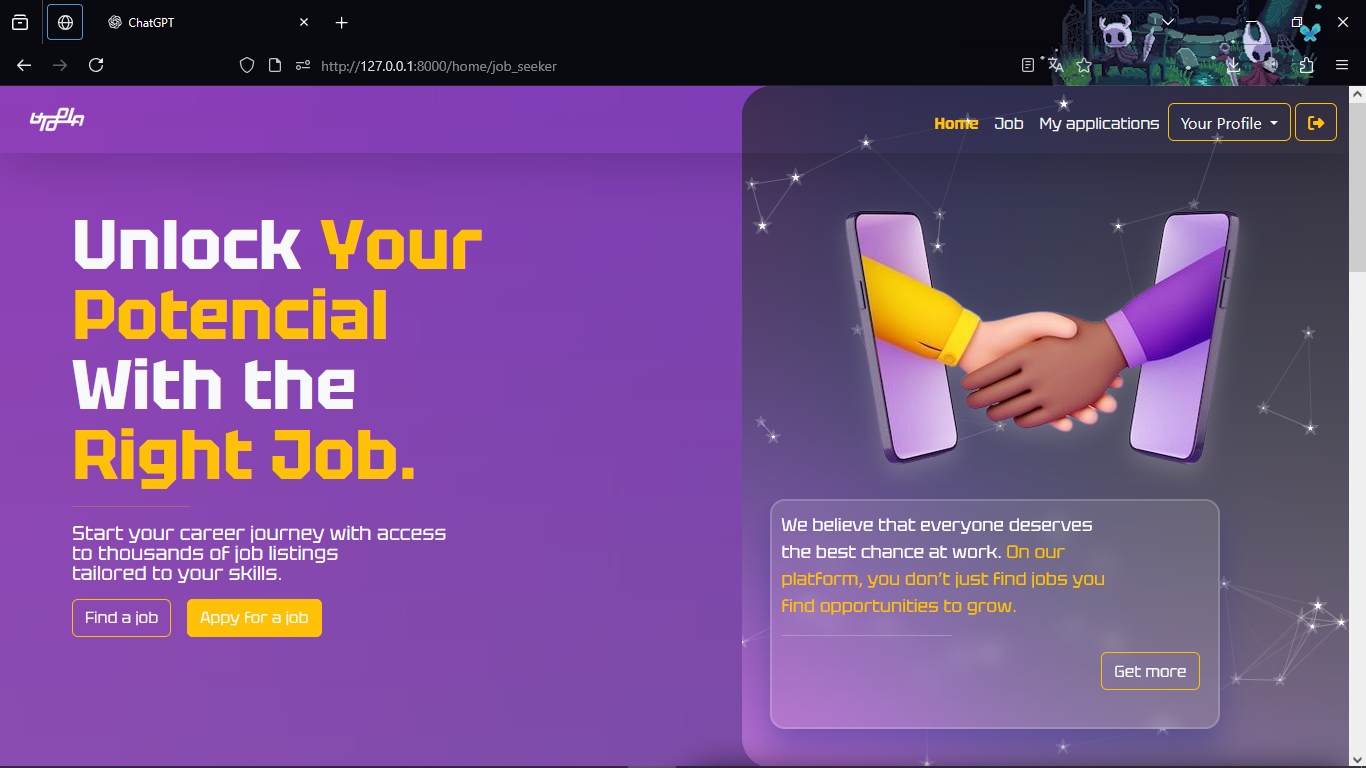 ChatGPT
http://127.0.0.1:8000/home/job_seeker
UTOPIA
Home Job My applications Your Profile
Unlock Your
Potencial
With the
Right Job.
Start your career journey with access
to thousands of job listings
tailored to your skills.
Find a job Appy for a job
We believe that everyone deserves
the best chance at work. On our
platform, you don't just find jobs you
find opportunities to grow.
Get more